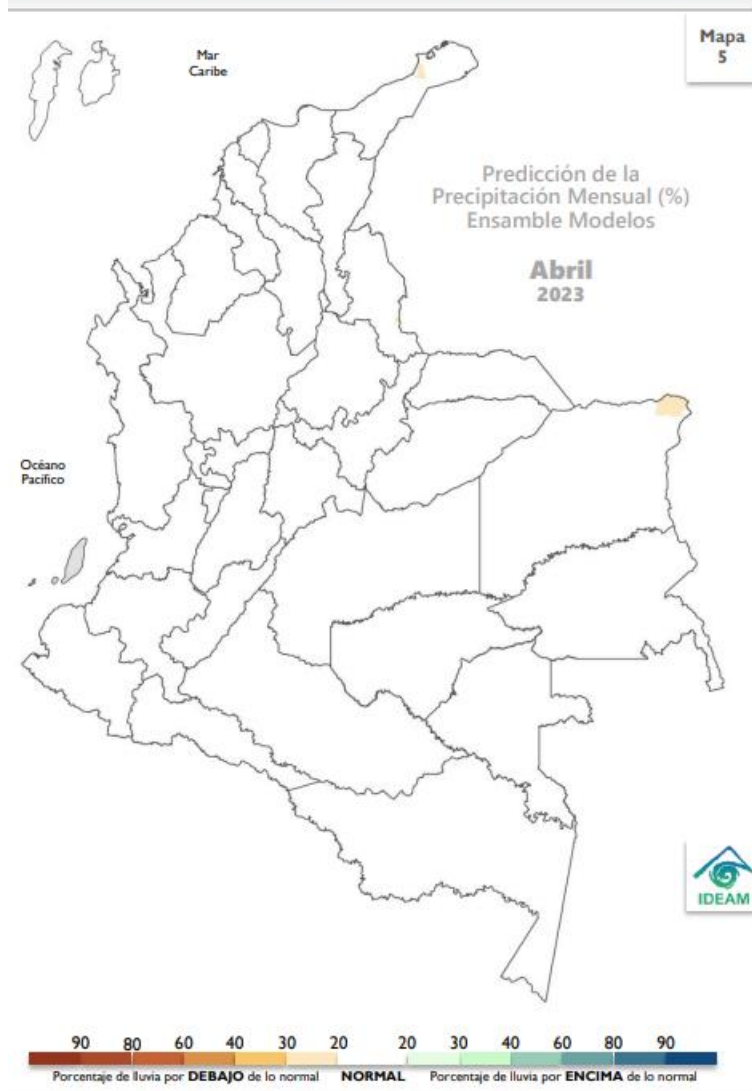 Mapa
5
Mar
Caribe
Predicción de la
Precipitación Mensual (%)
Ensamble Modelos
Abril
2023
Océano
Pacífico
IDEAM
90 80 60 40 30 20 20 30 40 60 80 90
Porcentaje de lluvia por DEBAJO de lo normal NORMAL Porcentaje de lluvia por ENCIMA de lo normal